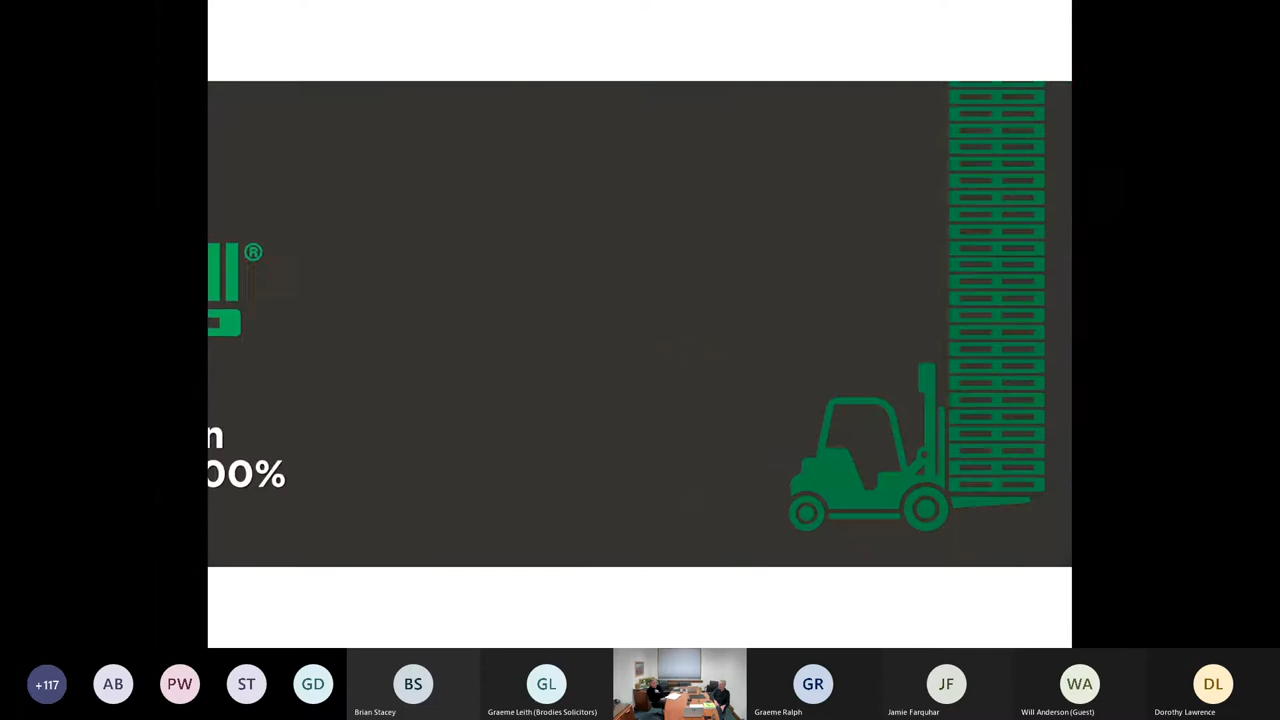 ®
n
00%
+117
AB
PW
ST
GD
BS
GL
GR
JF
WA
DL
Brian Stacey
Graeme Leith (Brodies Solicitors)
Graeme Ralph
Jamie Farquhar
Will Anderson (Guest)
Dorothy Lawrence